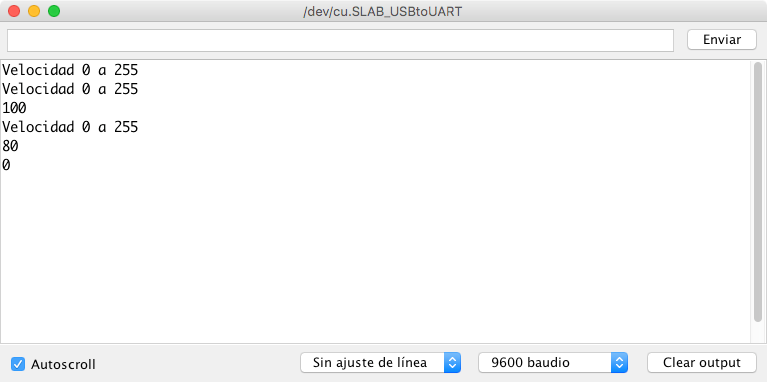 /dev/cu.SLAB_USBtoUART
Enviar
Velocidad 0 a 255
Velocidad 0 a 255
100
Velocidad 0 a 255
80
0
Autoscroll
Sin ajuste de línea
9600 baudio
Clear output